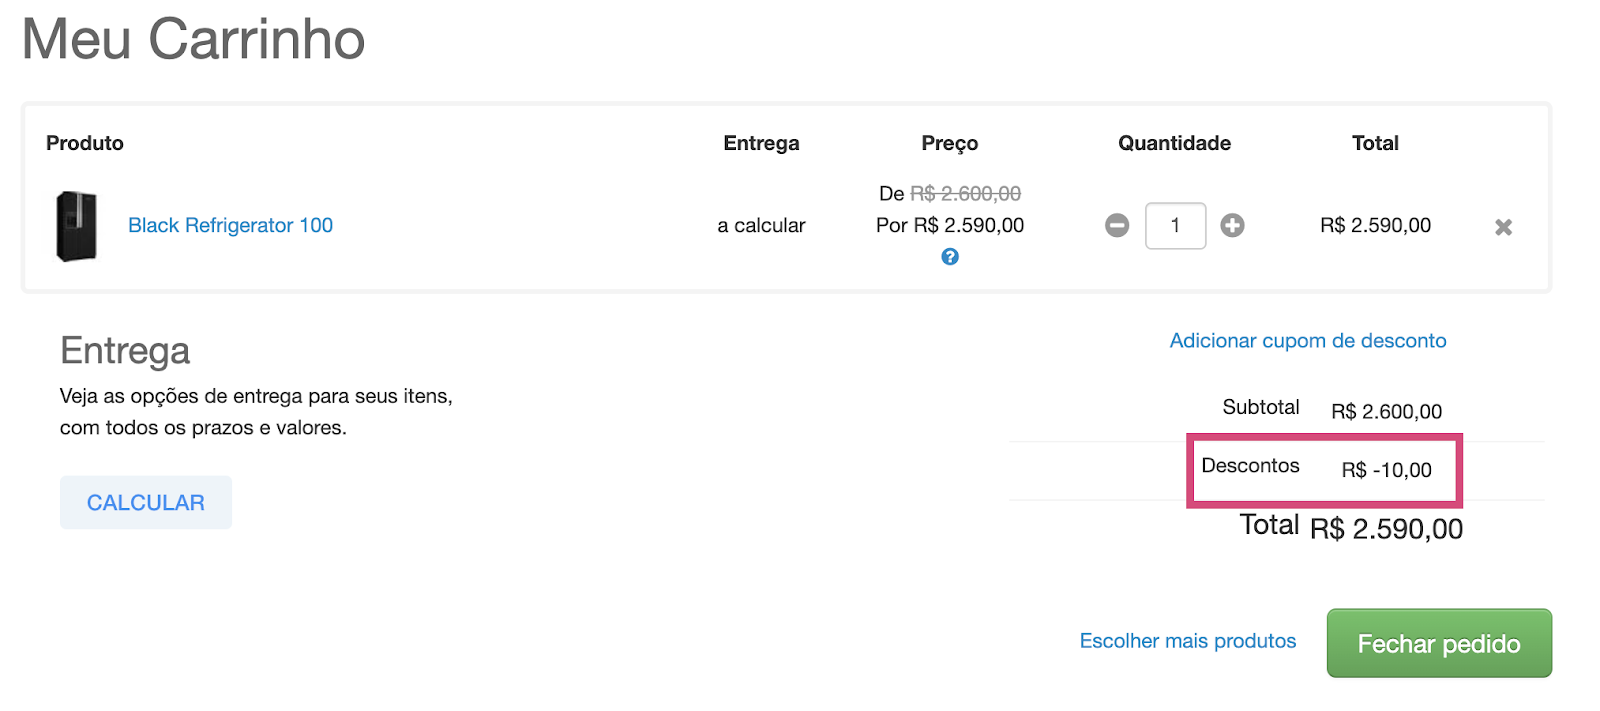 Meu Carrinho
Produto Entrega Preço Quantidade Total
De R$ 2.600,00
Black Refrigerator 100 a calcular Por R$ 2.590,00 1 R$ 2.590,00
?
Entrega
Veja as opções de entrega para seus itens,
com todos os prazos e valores.
CALCULAR
Adicionar cupom de desconto
Subtotal R$ 2.600,00
Descontos R$ -10,00
Total R$ 2.590,00
Escolher mais produtos
Fechar pedido